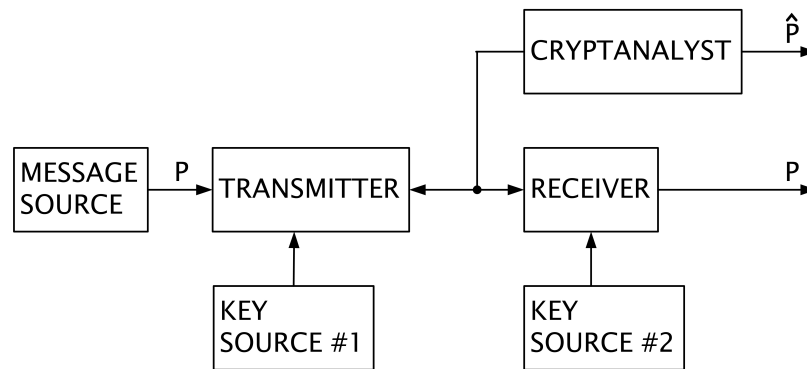 CRYPTANALYST
P̂
MESSAGE
SOURCE
P
TRANSMITTER
RECEIVER
P
KEY
SOURCE #1
KEY
SOURCE #2